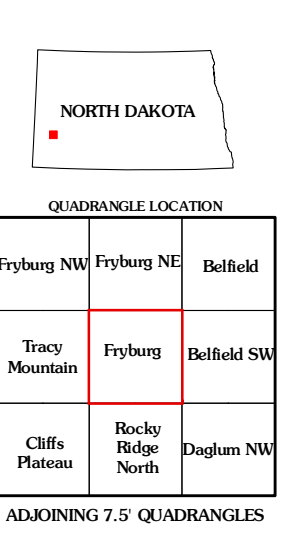 NORTH DAKOTA
QUADRANGLE LOCATION
Fryburg NW
Fryburg NE
Belfield
Tracy
Mountain
Fryburg
Belfield SW
Cliffs
Plateau
Rocky
Ridge
North
Daglum NW
ADJOINING 7.5' QUADRANGLES